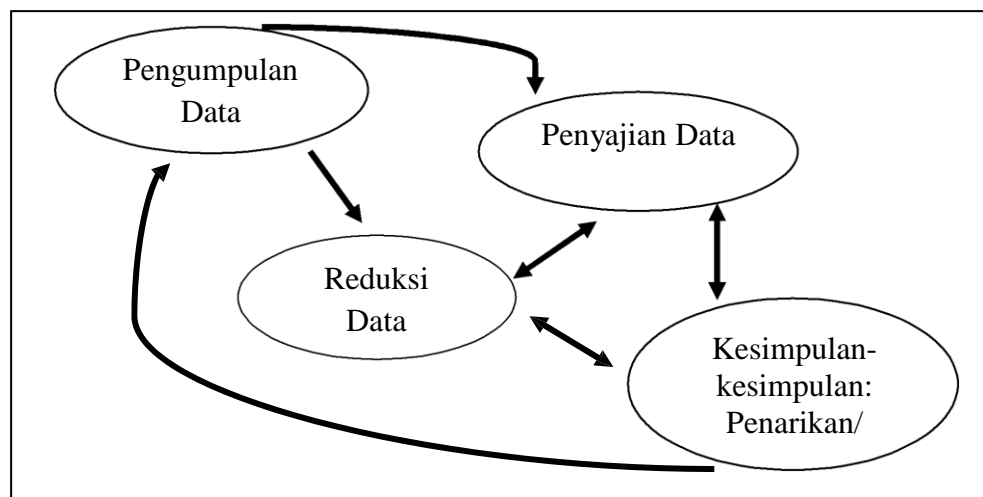 Pengumpulan
Data
Penyajian Data
Reduksi
Data
Kesimpulan-
kesimpulan:
Penarikan/